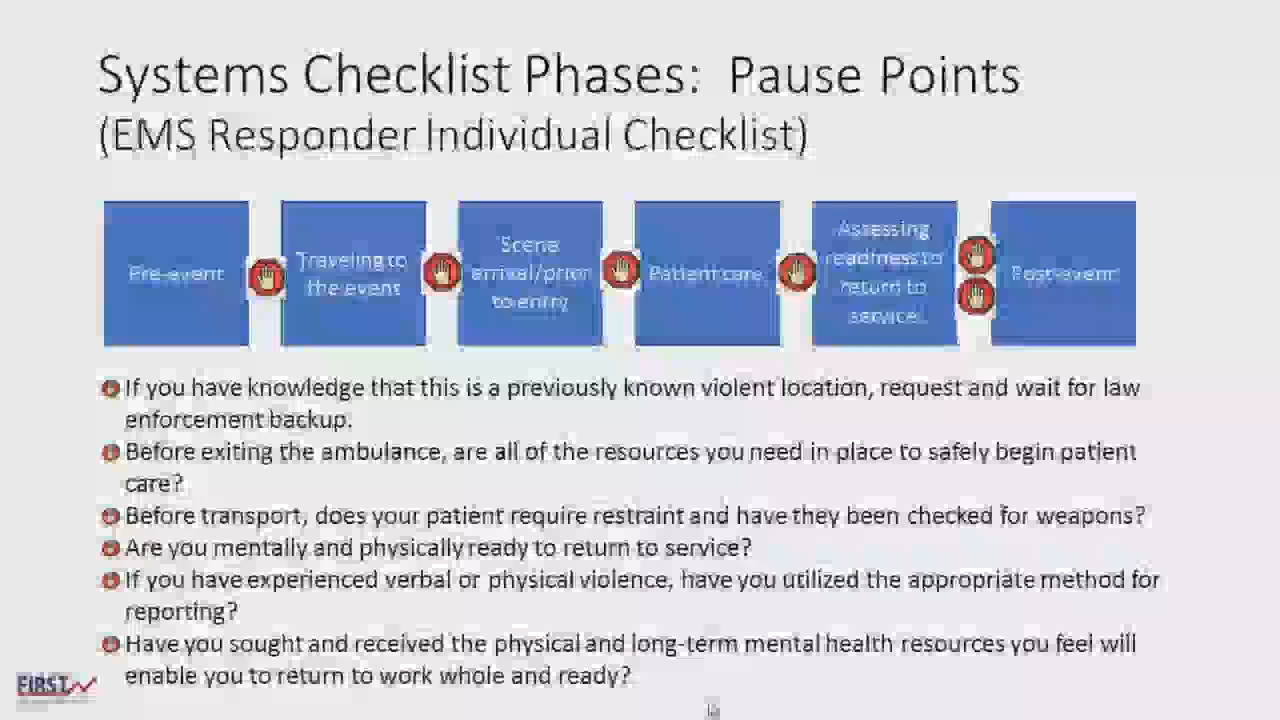 Systems Checklist Phases: Pause Points
(EMS Responder Individual Checklist)
Pre-event
Traveling to
the event
Scene
arrival/prior
to entry
Patient care
Assessing
readiness to
return to
service
Post-event
If you have knowledge that this is a previously known violent location, request and wait for law
enforcement backup.
Before exiting the ambulance, are all of the resources you need in place to safely begin patient
care?
Before transport, does your patient require restraint and have they been checked for weapons?
Are you mentally and physically ready to return to service?
If you have experienced verbal or physical violence, have you utilized the appropriate method for
reporting?
Have you sought and received the physical and long-term mental health resources you feel will
enable you to return to work whole and ready?
FIRST